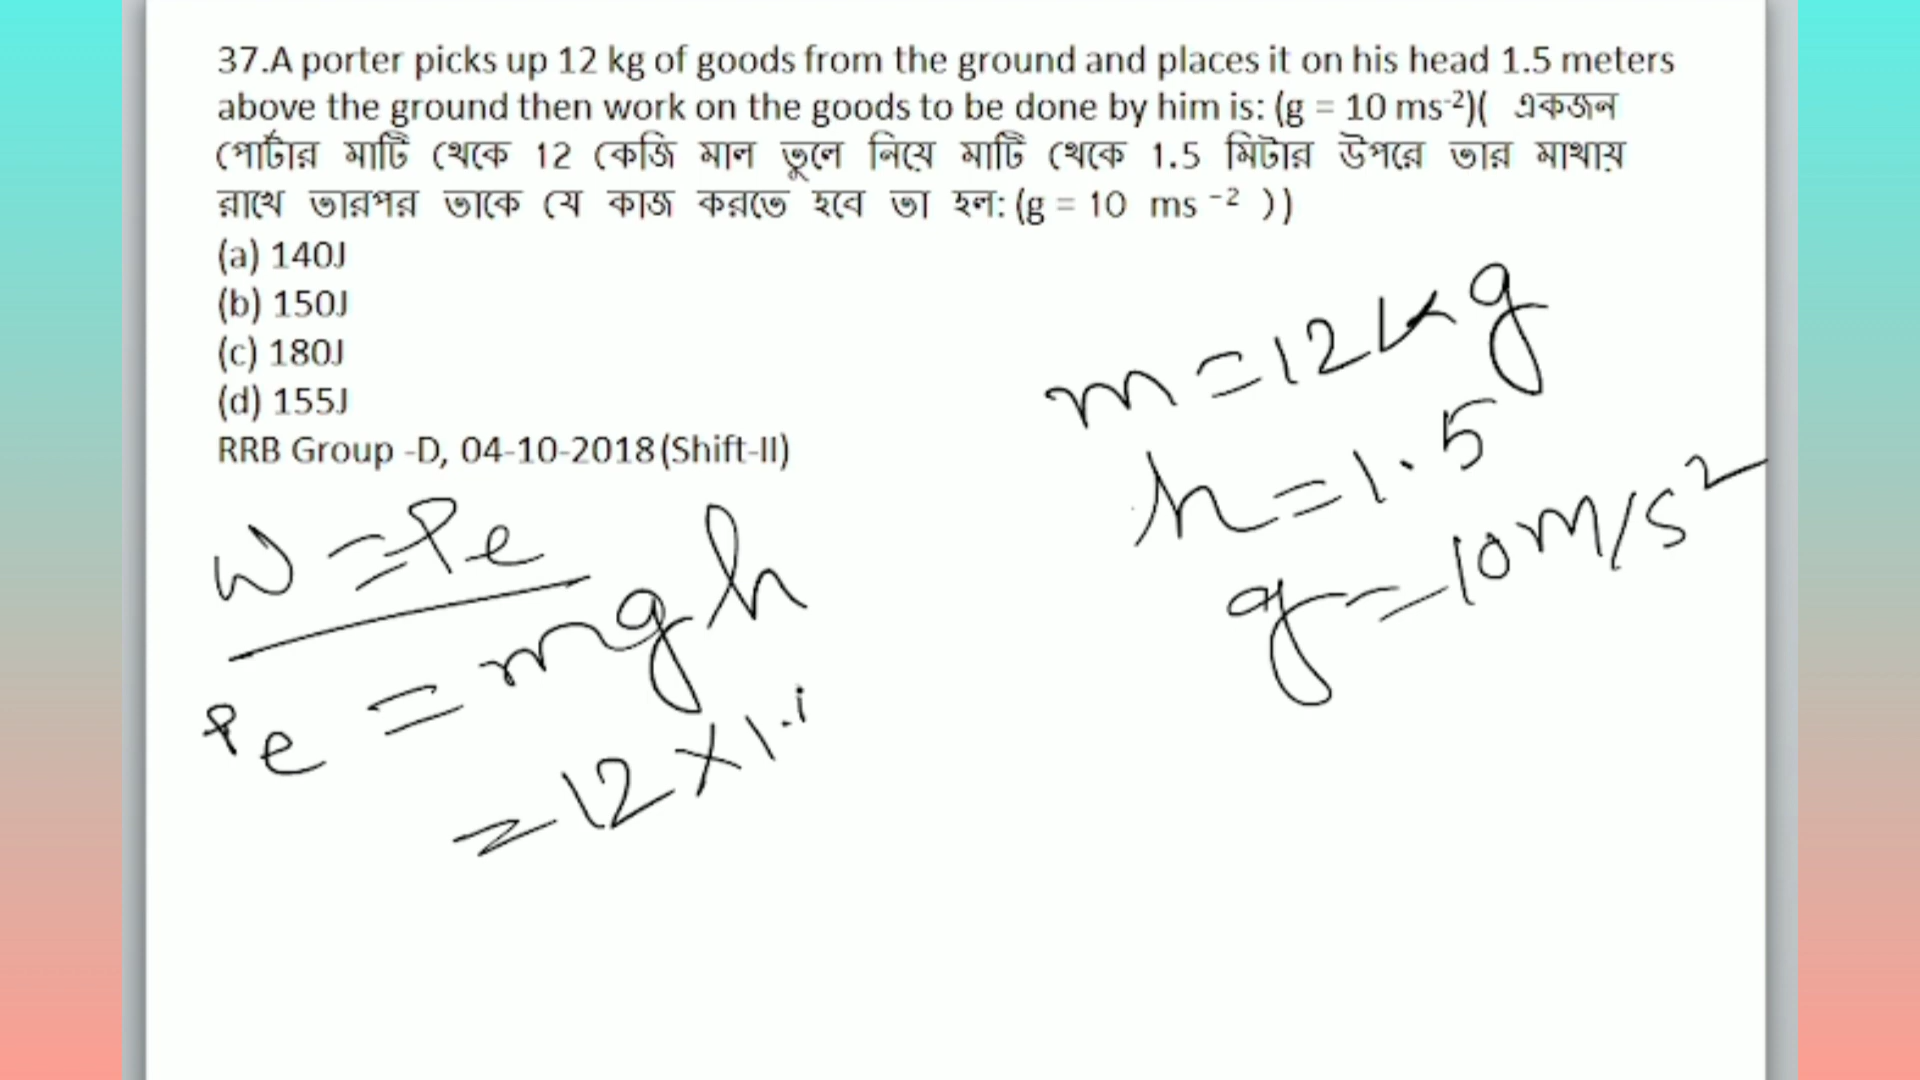 37.A porter picks up 12 kg of goods from the ground and places it on his head 1.5 meters
above the ground then work on the goods to be done by him is: (g = 10 ms⁻²)( একজন
পোর্টার মাটি থেকে 12 কেজি মাল তুলে নিয়ে মাটি থেকে 1.5 মিটার উপরে তার মাথায়
রাখে তারপর তাকে যে কাজ করতে হবে তা হল: (g = 10 ms ⁻² ))
(a) 140J
(b) 150J
(c) 180J
(d) 155J
RRB Group -D, 04-10-2018(Shift-II)
m=12kg
h=1.5
g=10m/s²
W=Pe
Pe = mgh
=12×1.